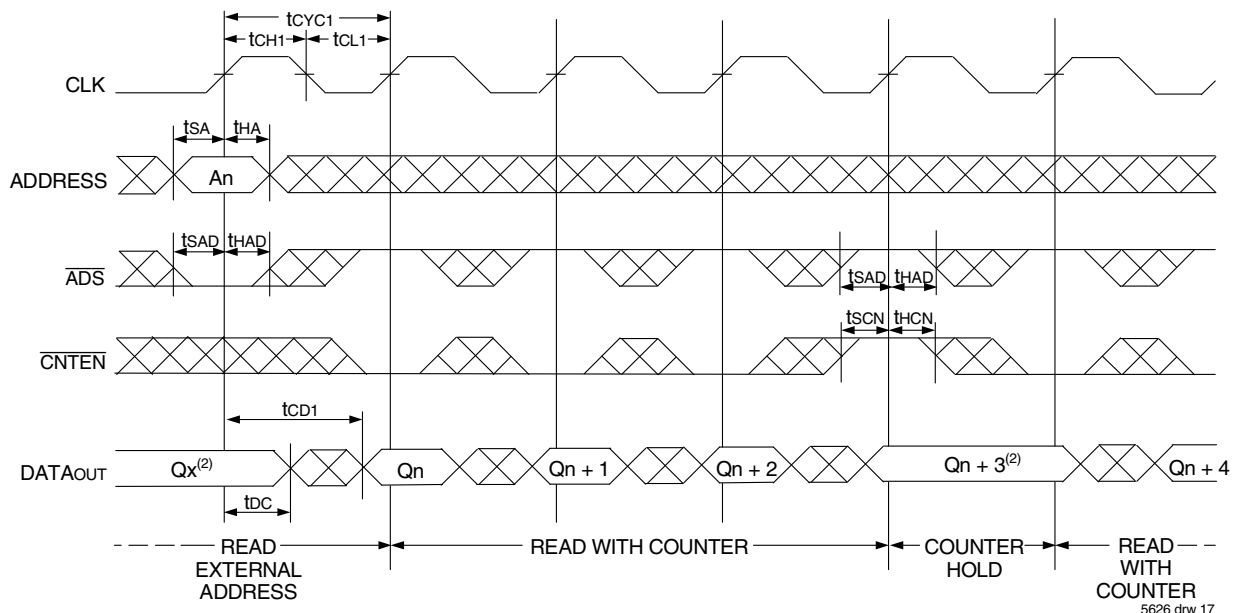 tCYC1
tCH1 tCL1
CLK
tSA tHA
ADDRESS An
tSAD tHAD
ADS
tSAD tHAD
tSCN tHCN
CNTEN
tCD1
DATAOUT Qx(2) Qn Qn + 1 Qn + 2 Qn + 3(2) Qn + 4
tDC
READ EXTERNAL ADDRESS
READ WITH COUNTER
COUNTER HOLD
READ WITH COUNTER
5626 drw 17